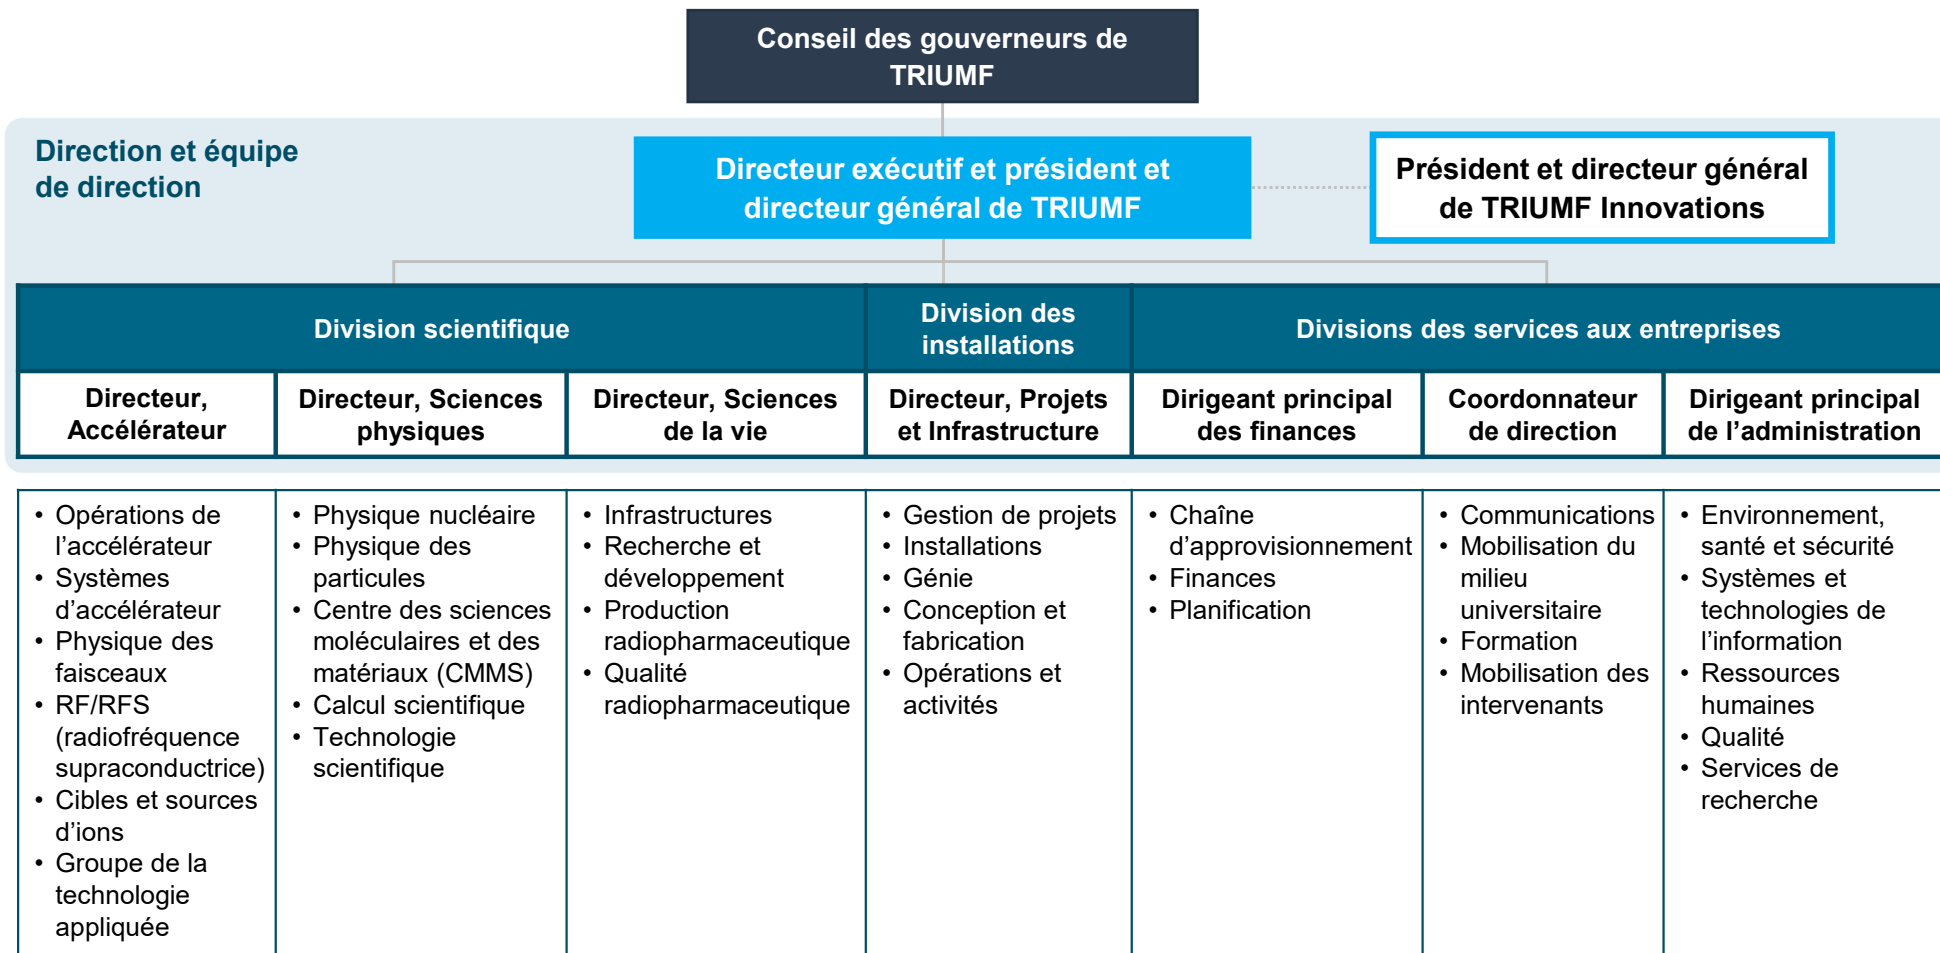 Conseil des gouverneurs de
TRIUMF
Direction et équipe
de direction
Directeur exécutif et président et
directeur général de TRIUMF
Président et directeur général
de TRIUMF Innovations
Division scientifique
Division des
installations
Divisions des services aux entreprises
Directeur,
Accélérateur
Directeur, Sciences
physiques
Directeur, Sciences
de la vie
Directeur, Projets
et Infrastructure
Dirigeant principal
des finances
Coordonnateur
de direction
Dirigeant principal
de l’administration
• Opérations de
l’accélérateur
• Systèmes
d’accélérateur
• Physique des
faisceaux
• RF/RFS
(radiofréquence
supraconductrice)
• Cibles et sources
d’ions
• Groupe de la
technologie
appliquée
• Physique nucléaire
• Physique des
particules
• Centre des sciences
moléculaires et des
matériaux (CMMS)
• Calcul scientifique
• Technologie
scientifique
• Infrastructures
• Recherche et
développement
• Production
radiopharmaceutique
• Qualité
radiopharmaceutique
• Gestion de projets
• Installations
• Génie
• Conception et
fabrication
• Opérations et
activités
• Chaîne
d’approvisionnement
• Finances
• Planification
• Communications
• Mobilisation du
milieu
universitaire
• Formation
• Mobilisation des
intervenants
• Environnement,
santé et sécurité
• Systèmes et
technologies de
l’information
• Ressources
humaines
• Qualité
• Services de
recherche